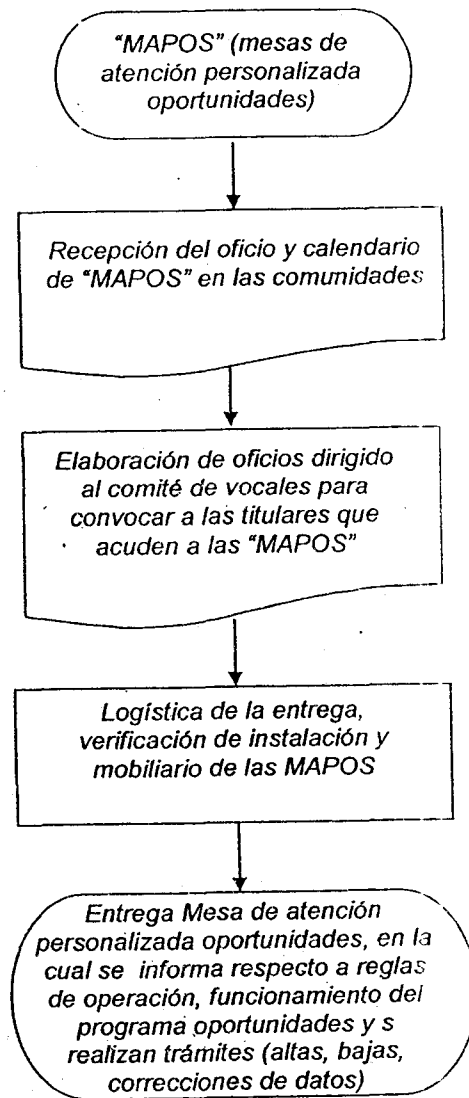 “MAPOS” (mesas de
atención personalizada
oportunidades)
Recepción del oficio y calendario
de “MAPOS” en las comunidades
Elaboración de oficios dirigido
al comité de vocales para
convocar a las titulares que
acuden a las “MAPOS”
Logística de la entrega,
verificación de instalación y
mobiliario de las MAPOS
Entrega Mesa de atención
personalizada oportunidades, en la
cual se informa respecto a reglas
de operación, funcionamiento del
programa oportunidades y s
realizan trámites (altas, bajas,
correcciones de datos)